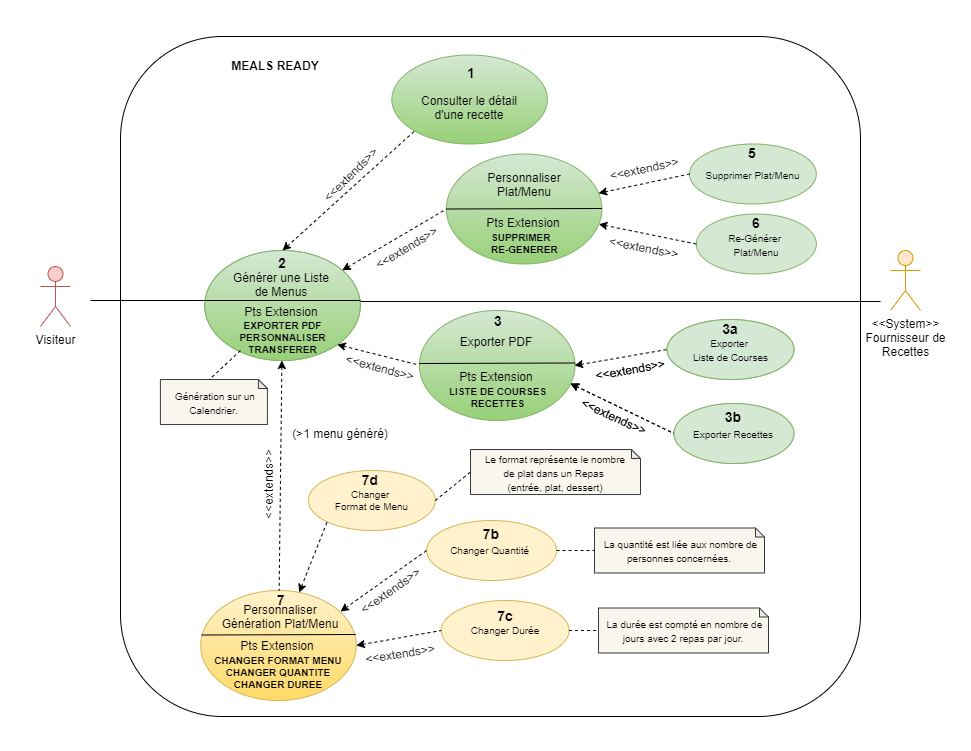 MEALS READY
1
Consulter le détail
d'une recette
<<extends>>
Personnaliser
Plat/Menu
Pts Extension
SUPPRIMER
RE-GENERER
<<extends>>
5
Supprimer Plat/Menu
<<extends>>
6
Re-Générer
Plat/Menu
<<extends>>
2
Générer une Liste
de Menus
Pts Extension
EXPORTER PDF
PERSONNALISER
TRANSFERER
Visiteur
<<System>>
Fournisseur de
Recettes
3
Exporter PDF
Pts Extension
LISTE DE COURSES
RECETTES
<<extends>>
3a
Exporter
Liste de Courses
<<extends>>
3b
Exporter Recettes
<<extends>>
Génération sur un
Calendrier.
(>1 menu généré)
<<extends>>
7d
Changer
Format de Menu
Le format représente le nombre
de plat dans un Repas
(entrée, plat, dessert)
7b
Changer Quantité
<<extends>>
La quantité est liée aux nombre de
personnes concernées.
7
Personnaliser
Génération Plat/Menu
Pts Extension
CHANGER FORMAT MENU
CHANGER QUANTITE
CHANGER DUREE
7c
Changer Durée
<<extends>>
La durée est compté en nombre de
jours avec 2 repas par jour.